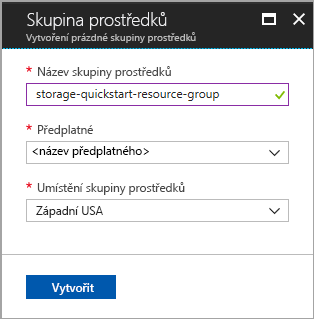 Skupina prostředků
Vytvoření prázdné skupiny prostředků
* Název skupiny prostředků
storage-quickstart-resource-group
* Předplatné
<název předplatného>
* Umístění skupiny prostředků
Západní USA
Vytvořit